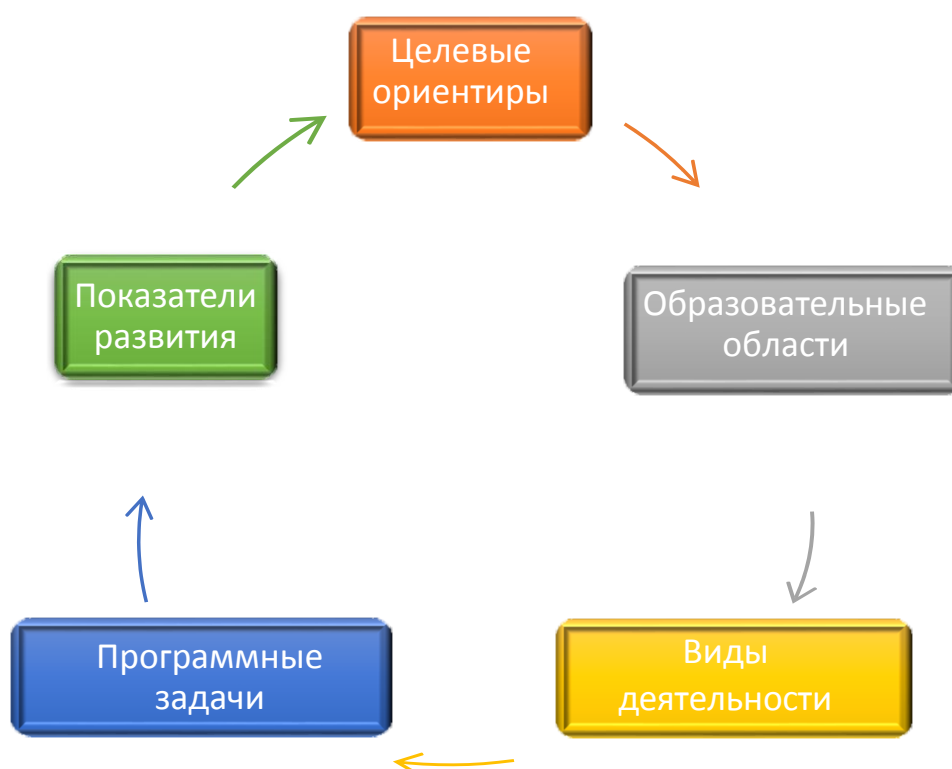 Целевые
ориентиры
Образовательные
области
Виды
деятельности
Программные
задачи
Показатели
развития